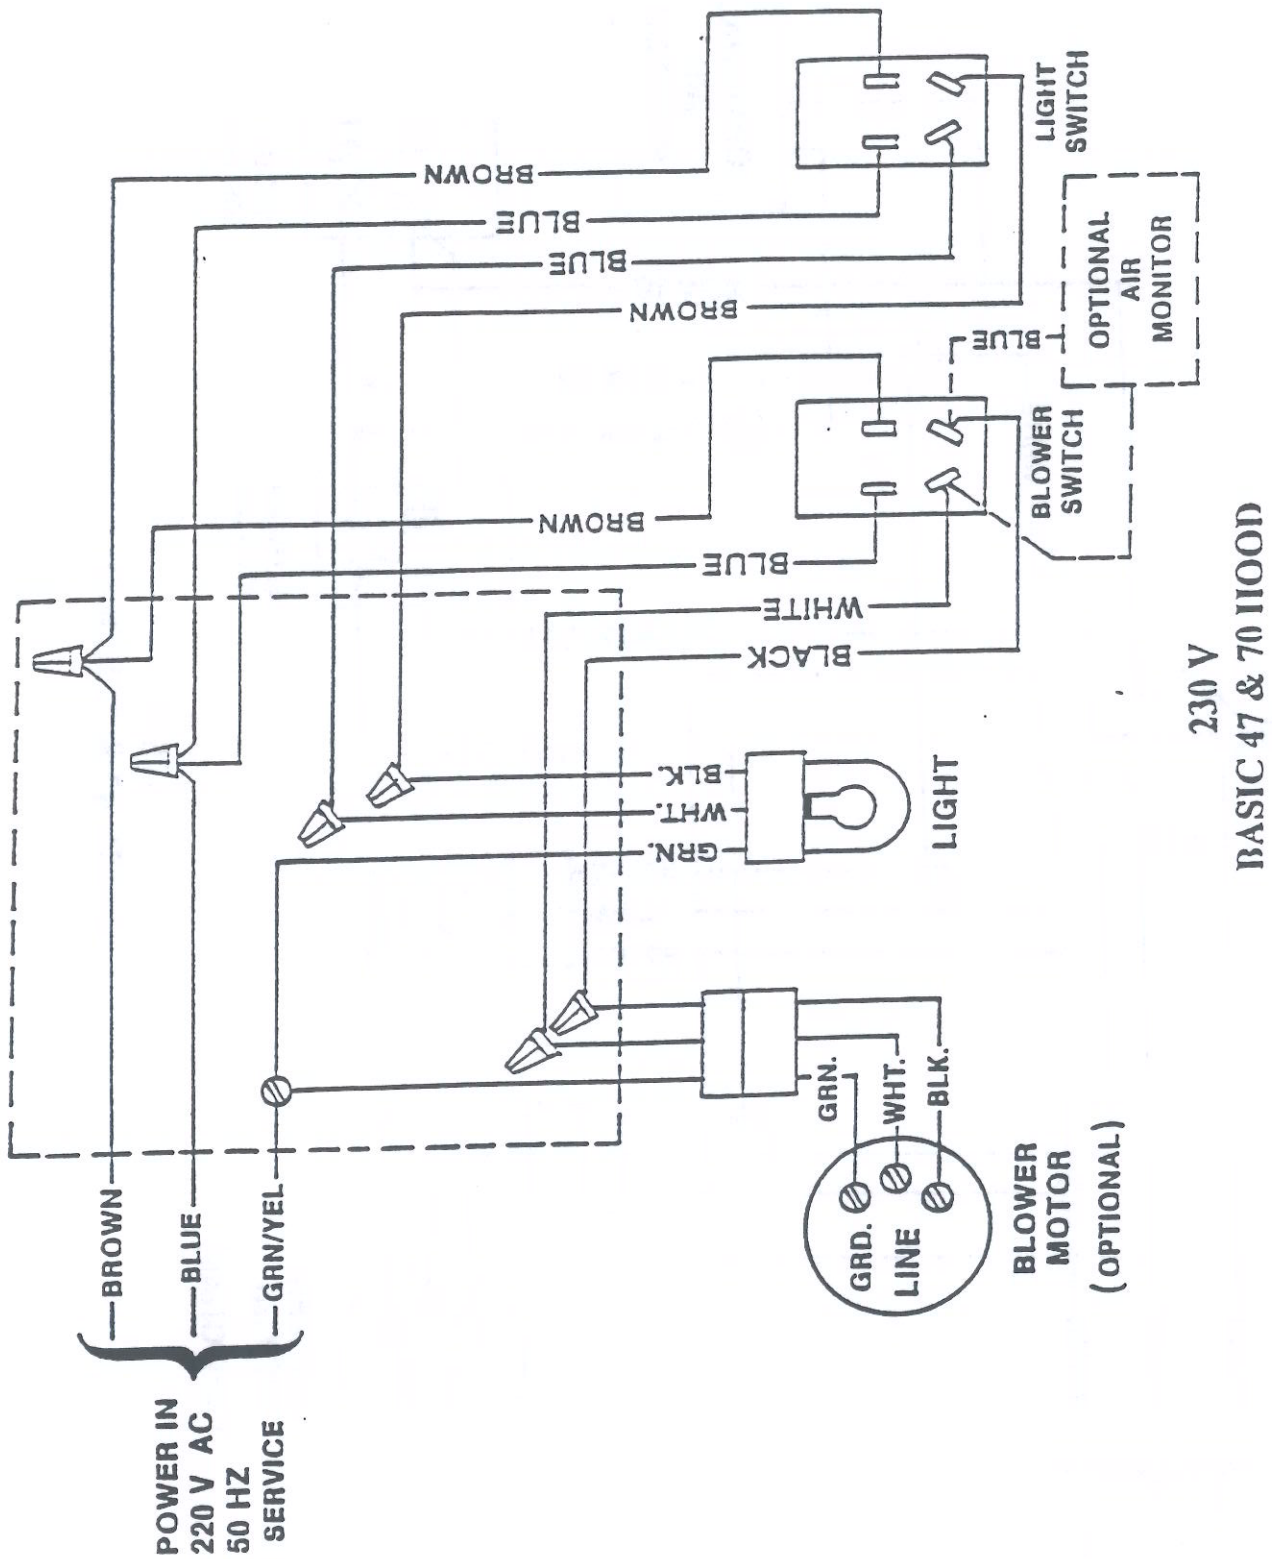 POWER IN
220 V AC
50 HZ
SERVICE
BROWN
BLUE
GRN/YEL
BROWN
BLUE
BLUE
BROWN
BROWN
BLUE
WHITE
BLACK
BLK.
WHT.
GRN.
LIGHT
SWITCH
OPTIONAL
AIR
MONITOR
BLUE
BLOWER
SWITCH
LIGHT
GRN.
WHT.
BLK.
GRD.
LINE
BLOWER
MOTOR
(OPTIONAL)
230 V
BASIC 47 & 70 HOOD